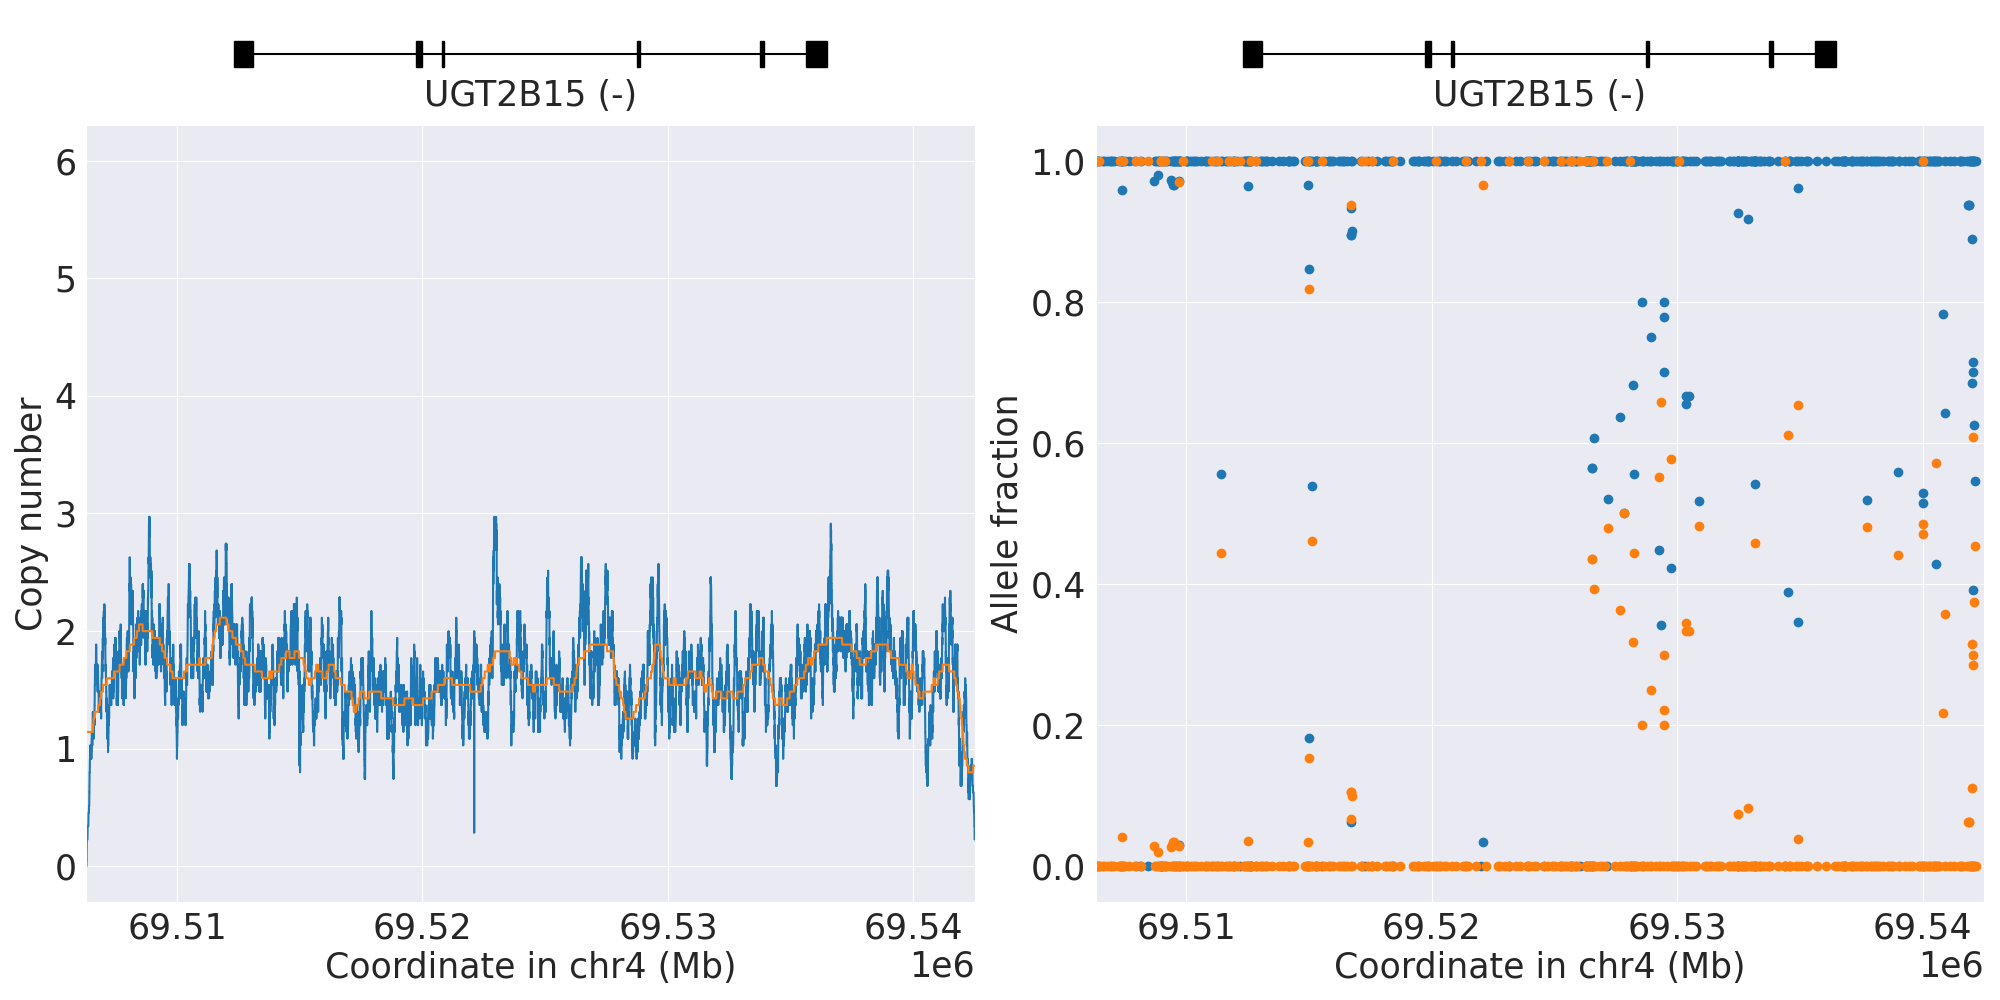 UGT2B15 (-)
6
5
4
3
2
1
0
Copy number
69.51 69.52 69.53 69.54
Coordinate in chr4 (Mb) 1e6
UGT2B15 (-)
1.0
0.8
0.6
0.4
0.2
0.0
Allele fraction
69.51 69.52 69.53 69.54
Coordinate in chr4 (Mb) 1e6